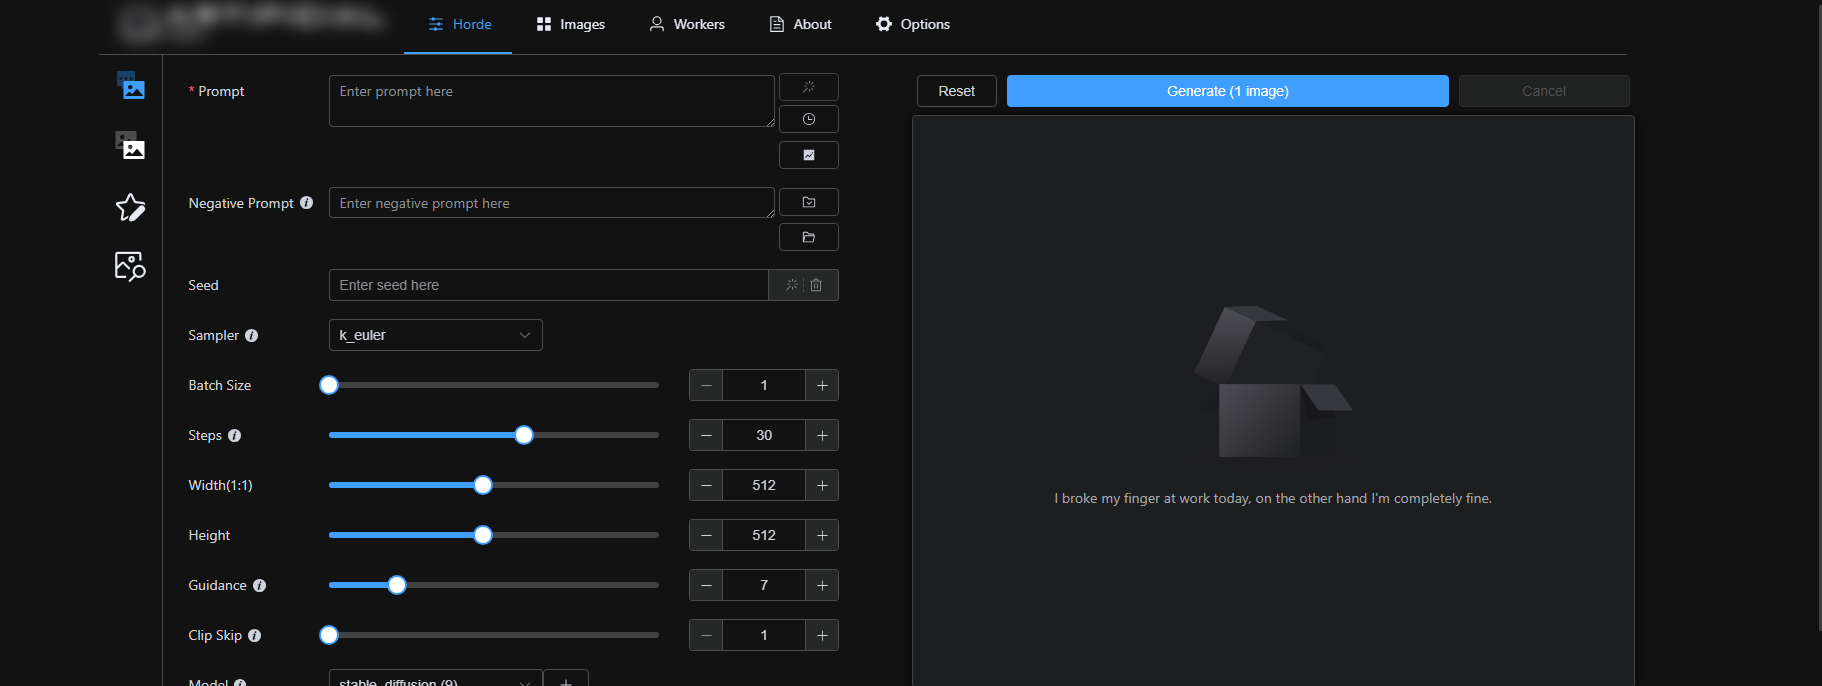 Horde
Images
Workers
About
Options
* Prompt
Enter prompt here
Reset
Generate (1 image)
Cancel
Negative Prompt
Enter negative prompt here
Seed
Enter seed here
Sampler
k_euler
Batch Size
1
Steps
30
Width(1:1)
512
Height
512
Guidance
7
Clip Skip
1
Model
stable_diffusion (9)
I broke my finger at work today, on the other hand I'm completely fine.